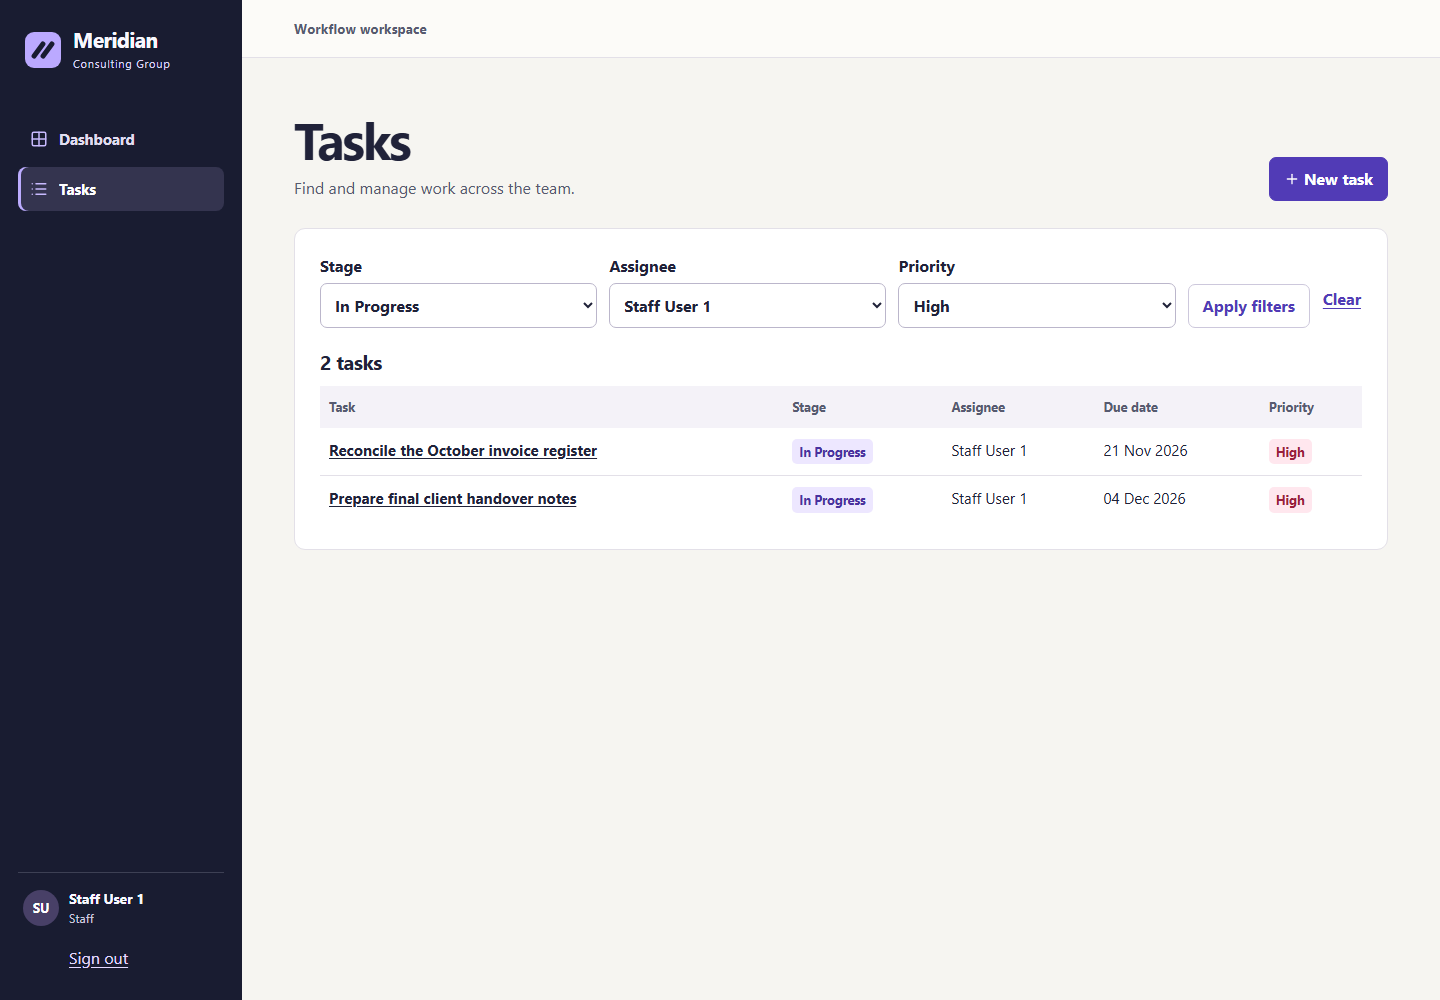 Meridian
Consulting Group
Dashboard
Tasks
SU
Staff User 1
Staff
Sign out
Workflow workspace
Tasks
Find and manage work across the team.
+ New task
Stage
Assignee
Priority
In Progress
Staff User 1
High
Apply filters
Clear
2 tasks
Task Stage Assignee Due date Priority
Reconcile the October invoice register In Progress Staff User 1 21 Nov 2026 High
Prepare final client handover notes In Progress Staff User 1 04 Dec 2026 High